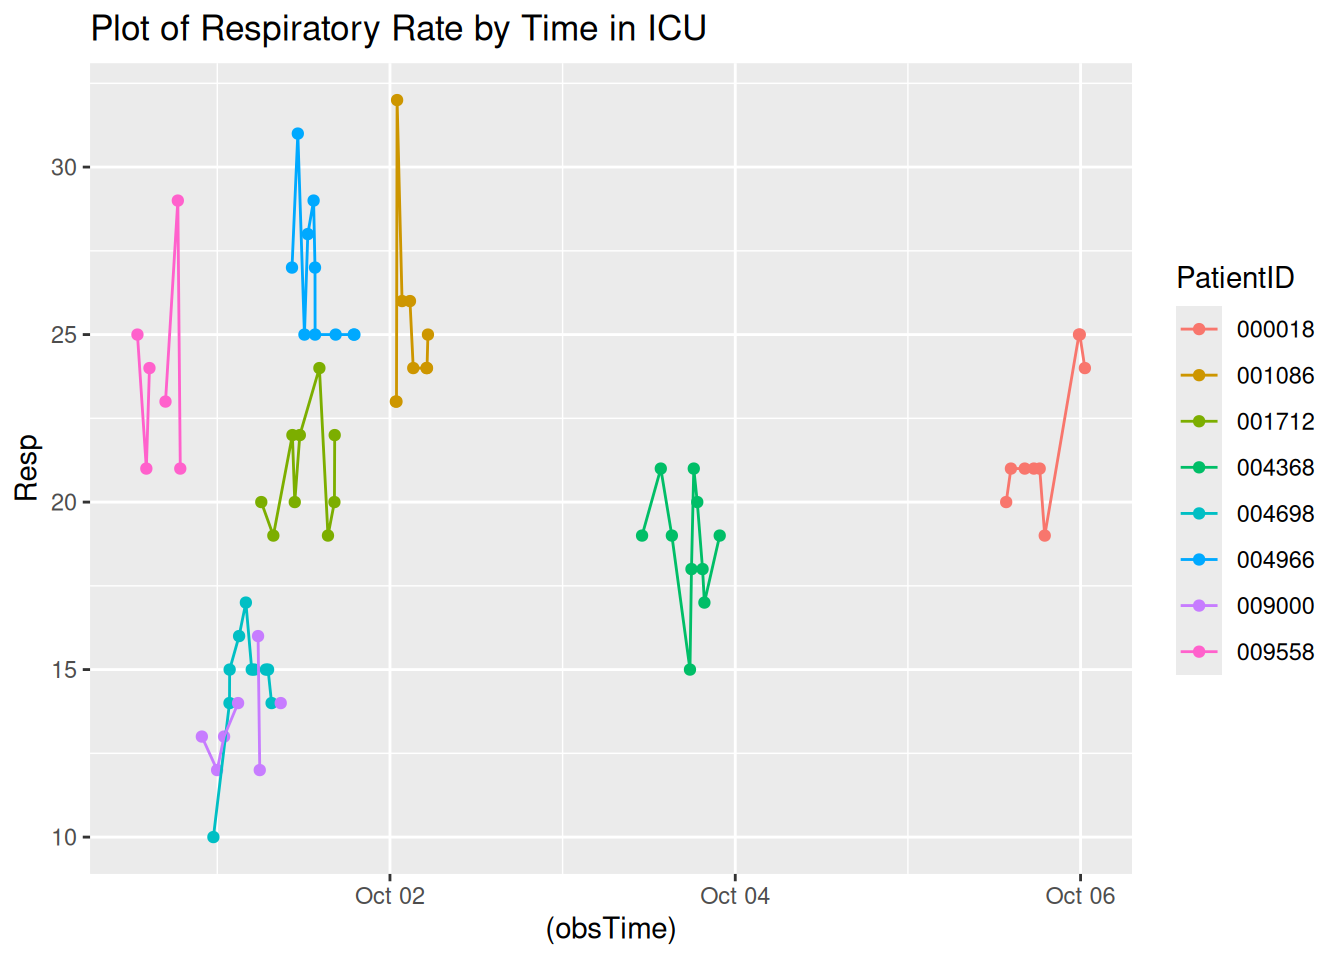 Plot of Respiratory Rate by Time in ICU
Resp
30
25
20
15
10
Oct 02
Oct 04
Oct 06
(obsTime)
PatientID
000018
001086
001712
004368
004698
004966
009000
009558